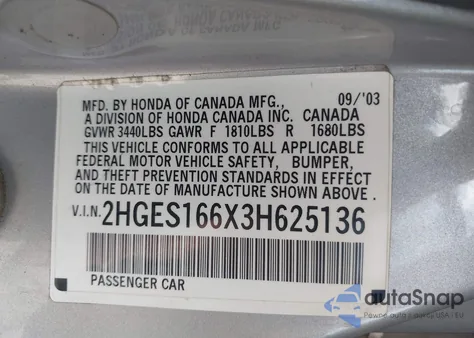 MFD. BY HONDA OF CANADA MFG., 09/'03
A DIVISION OF HONDA CANADA INC. CANADA
GVWR 3440LBS GAWR F 1810LBS R 1680LBS
THIS VEHICLE CONFORMS TO ALL APPLICABLE
FEDERAL MOTOR VEHICLE SAFETY, BUMPER,
AND THEFT PREVENTION STANDARDS IN EFFECT
ON THE DATE OF MANUFACTURE SHOWN ABOVE.
V.I.N. 2HGES166X3H625136
PASSENGER CAR
autoSnap